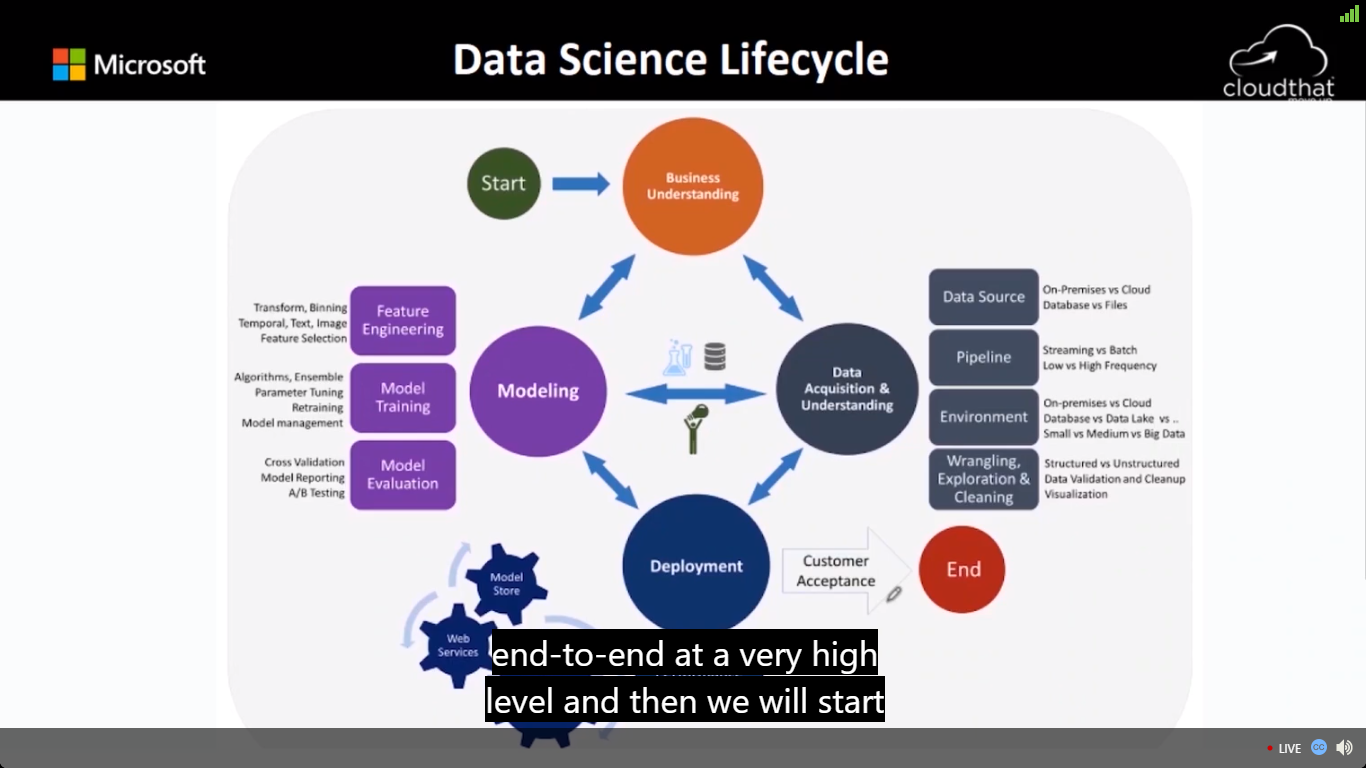 Microsoft
Data Science Lifecycle
cloudthat
Start
Business
Understanding
Transform, Binning
Temporal, Text, Image
Feature Selection
Feature
Engineering
Algorithms, Ensemble
Parameter Tuning
Retraining
Model management
Model
Training
Cross Validation
Model Reporting
A/B Testing
Model
Evaluation
Modeling
Data
Acquisition &
Understanding
Data Source
On-Premises vs Cloud
Database vs Files
Pipeline
Streaming vs Batch
Low vs High Frequency
Environment
On-premises vs Cloud
Database vs Data Lake vs ..
Small vs Medium vs Big Data
Wrangling,
Exploration &
Cleaning
Structured vs Unstructured
Data Validation and Cleanup
Visualization
Deployment
Customer
Acceptance
End
Model
Store
Web
Services
end-to-end at a very high
level and then we will start
LIVE
CC